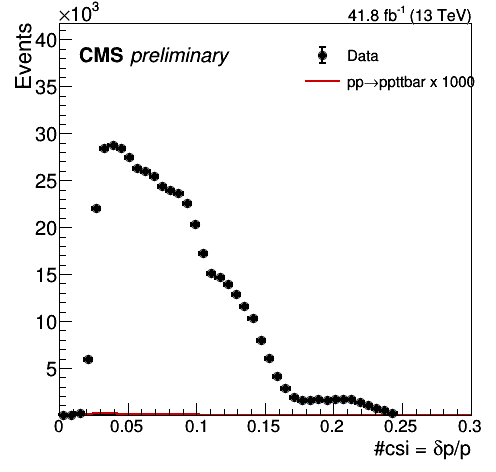 ×10³
41.8 fb⁻¹ (13 TeV)
Events
CMS preliminary
Data
pp→ppttbar x 1000
40
35
30
25
20
15
10
5
0 0.05 0.1 0.15 0.2 0.25 0.3
#csi = δp/p